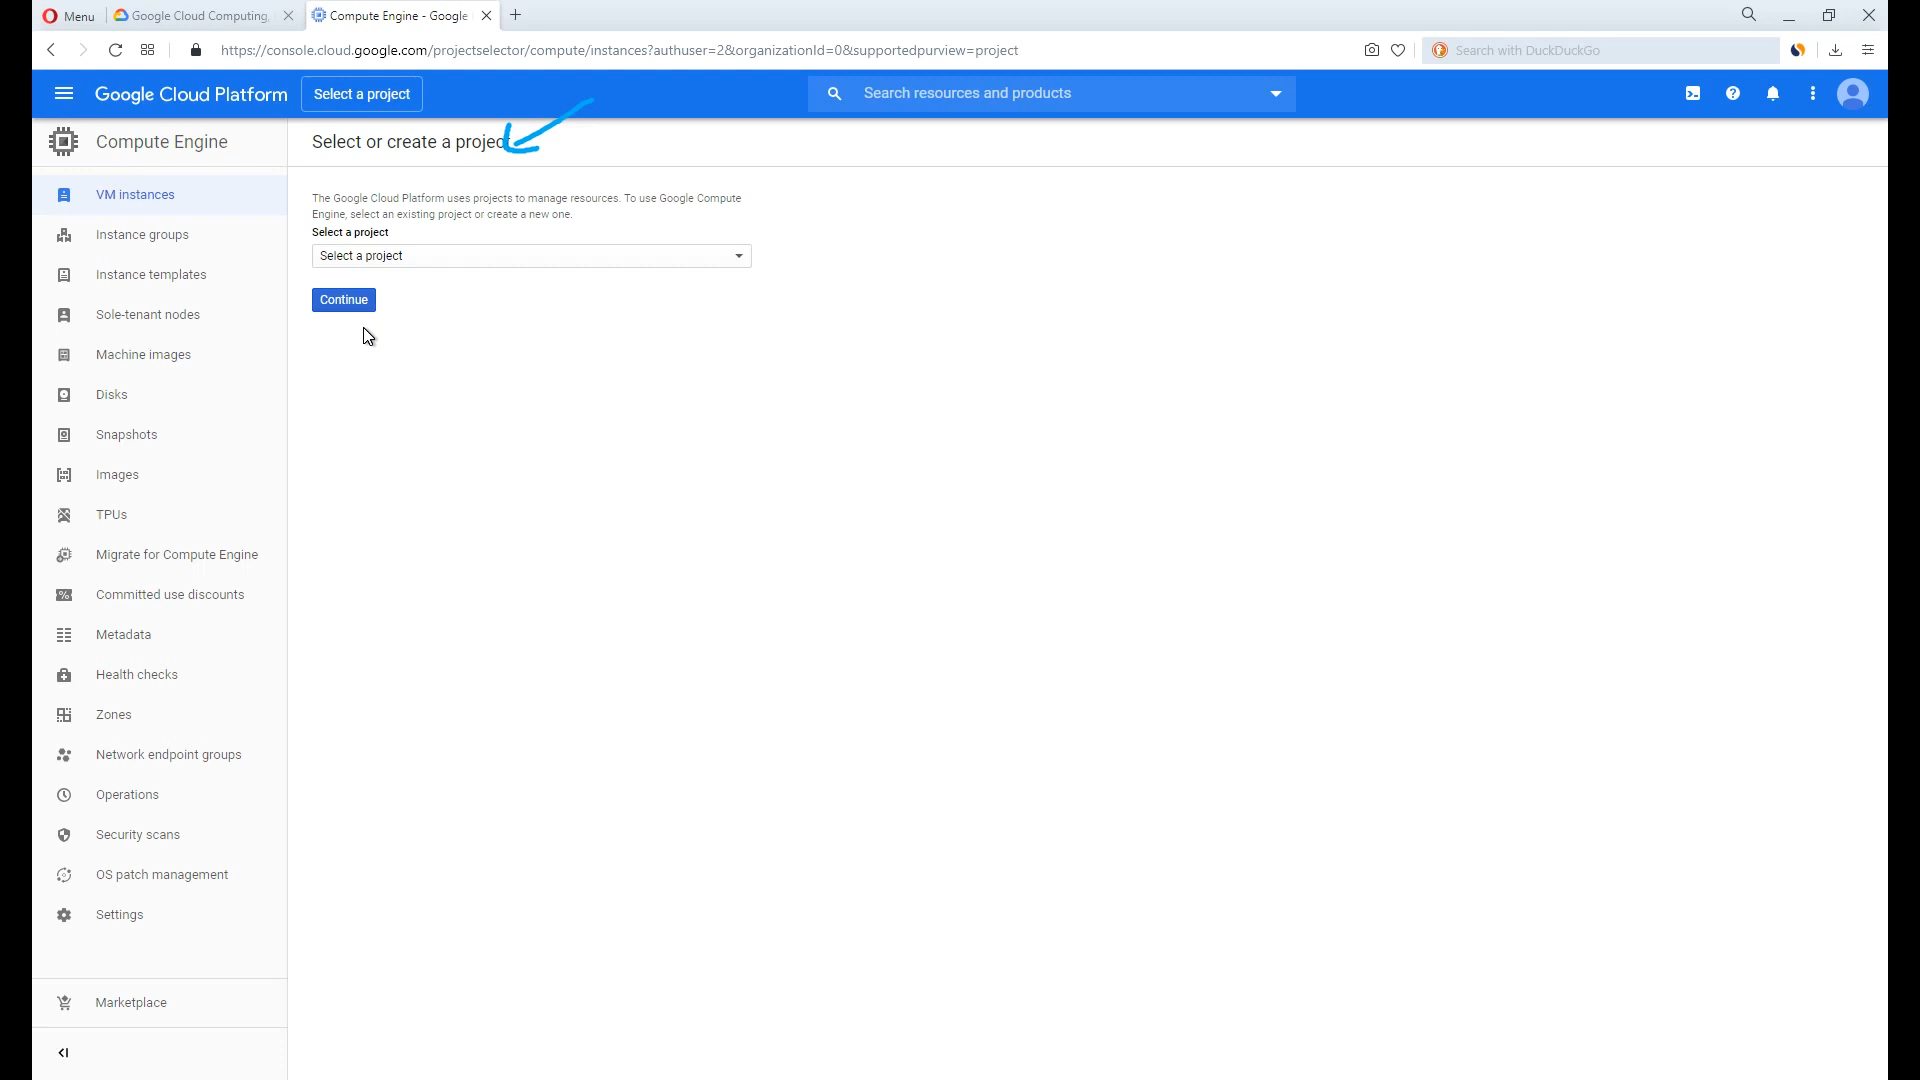 Menu
Google Cloud Computing,
Compute Engine - Google
https://console.cloud.google.com/projectselector/compute/instances?authuser=2&organizationId=0&supportedpurview=project
Search with DuckDuckGo
Google Cloud Platform
Select a project
Search resources and products
Compute Engine
Select or create a project
VM instances
Instance groups
Instance templates
Sole-tenant nodes
Machine images
Disks
Snapshots
Images
TPUs
Migrate for Compute Engine
Committed use discounts
Metadata
Health checks
Zones
Network endpoint groups
Operations
Security scans
OS patch management
Settings
Marketplace
The Google Cloud Platform uses projects to manage resources. To use Google Compute
Engine, select an existing project or create a new one.
Select a project
Select a project
Continue